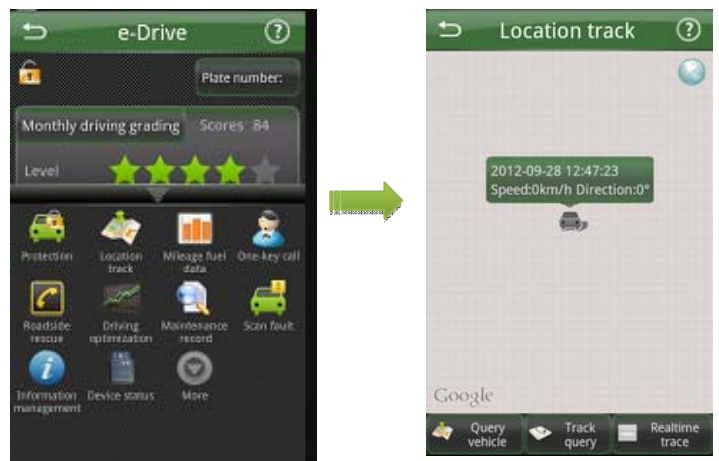 e-Drive
Plate number:
Monthly driving grading Scores 84
Level
Protection
Location
track
Mileage fuel
data
One-key call
Roadside
rescue
Driving
optimization
Maintenance
record
Scan fault
Information
management
Device status
More
Location track
2012-09-28 12:47:23
Speed:0km/h Direction:0°
Google
Query
vehicle
Track
query
Realtime
trace